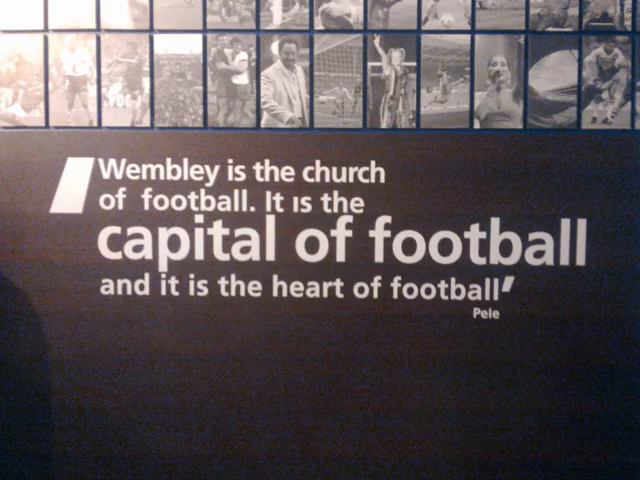 Wembley is the church
of football. It is the
capital of football
and it is the heart of football'
Pele